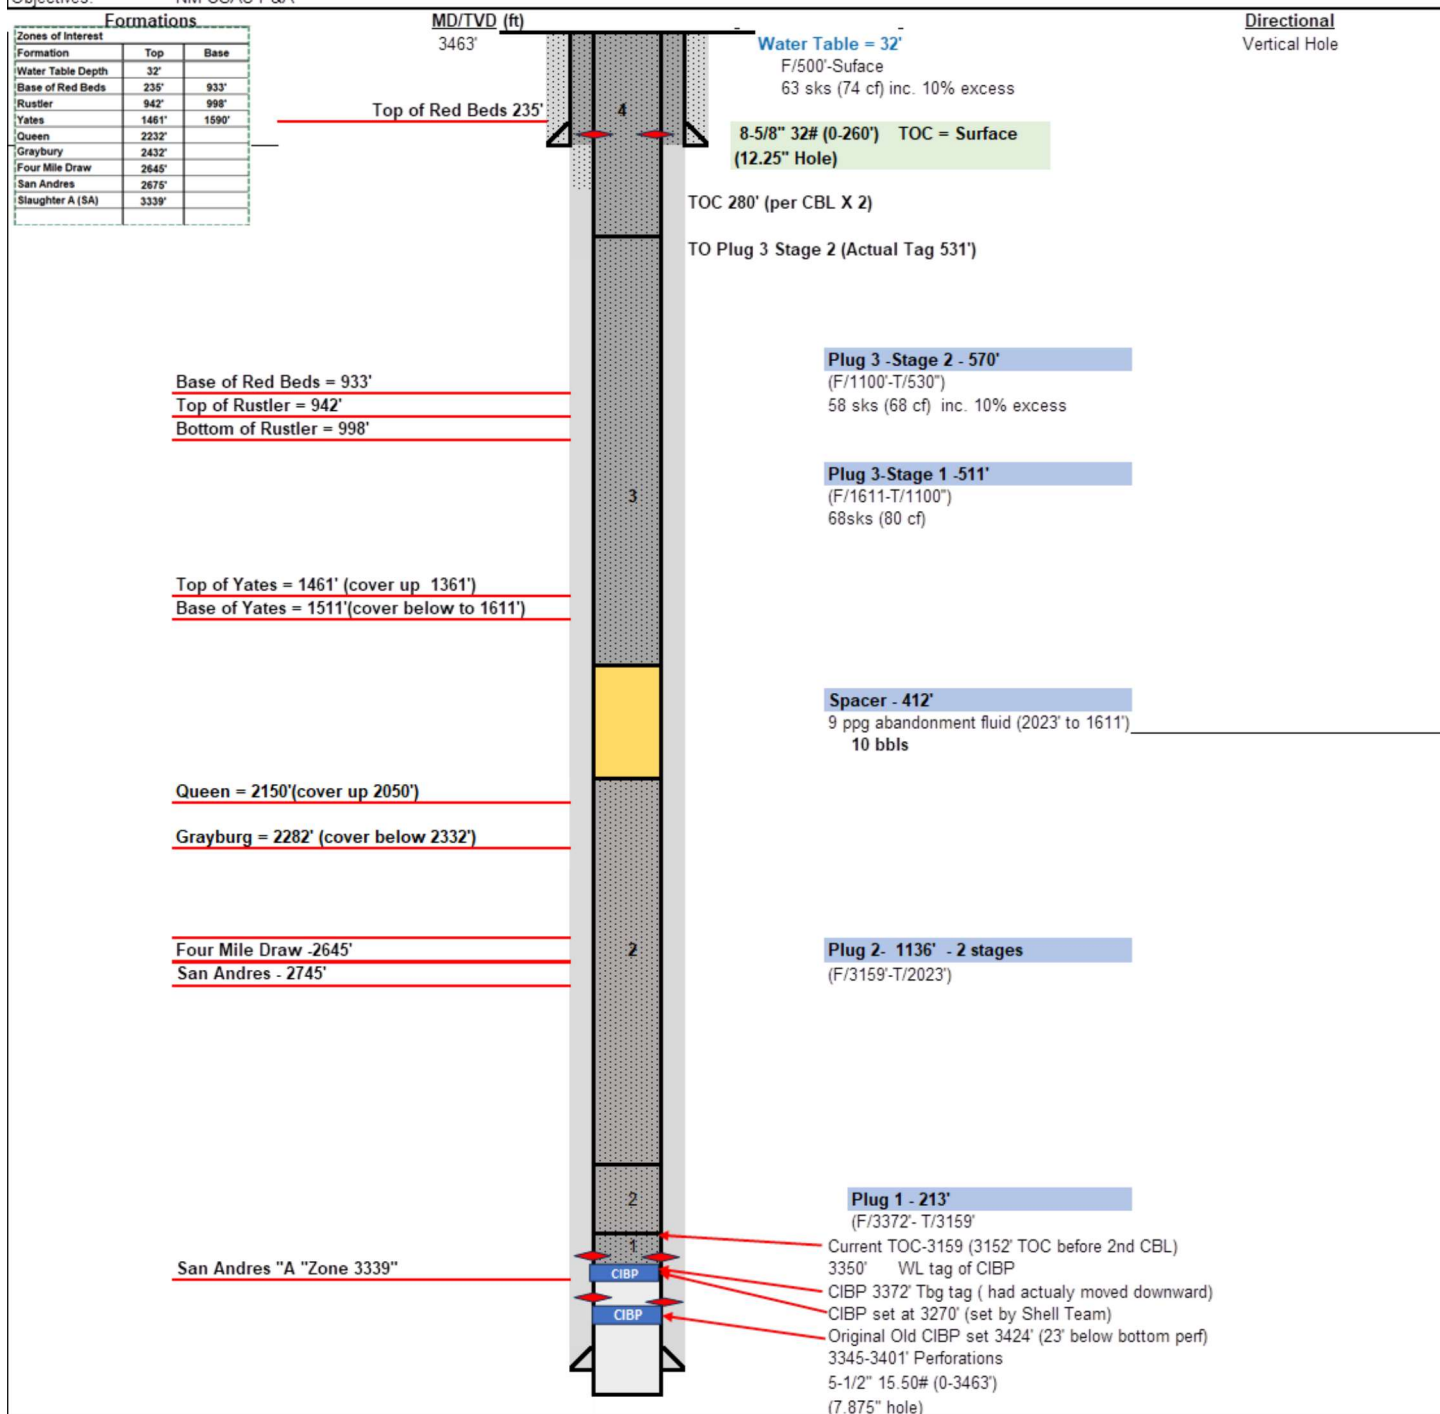 Objectives: NM USAS P&A
Formations
MD/TVD (ft)
Directional
3463'
Vertical Hole
Zones of Interest
Formation Top Base
Water Table Depth 32'
Base of Red Beds 235' 933'
Rustler 942' 998'
Yates 1461' 1590'
Queen 2232'
Graybury 2432'
Four Mile Draw 2645'
San Andres 2675'
Slaughter A (SA) 3339'
Water Table = 32'
F/500'-Suface
63 sks (74 cf) inc. 10% excess
Top of Red Beds 235'
4
8-5/8" 32# (0-260') TOC = Surface
(12.25" Hole)
TOC 280' (per CBL X 2)
TO Plug 3 Stage 2 (Actual Tag 531')
Plug 3 -Stage 2 - 570'
(F/1100'-T/530")
58 sks (68 cf) inc. 10% excess
Base of Red Beds = 933'
Top of Rustler = 942'
Bottom of Rustler = 998'
Plug 3-Stage 1 -511'
(F/1611-T/1100")
68sks (80 cf)
3
Top of Yates = 1461' (cover up 1361')
Base of Yates = 1511'(cover below to 1611')
Spacer - 412'
9 ppg abandonment fluid (2023' to 1611')
10 bbls
Queen = 2150'(cover up 2050')
Grayburg = 2282' (cover below 2332')
Four Mile Draw -2645'
San Andres - 2745'
2
Plug 2- 1136' - 2 stages
(F/3159'-T/2023')
2
Plug 1 - 213'
(F/3372'- T/3159'
1
Current TOC-3159 (3152' TOC before 2nd CBL)
San Andres "A "Zone 3339"
CIBP
3350' WL tag of CIBP
CIBP 3372' Tbg tag ( had actualy moved downward)
CIBP
CIBP set at 3270' (set by Shell Team)
Original Old CIBP set 3424' (23' below bottom perf)
3345-3401' Perforations
5-1/2" 15.50# (0-3463')
(7.875" hole)